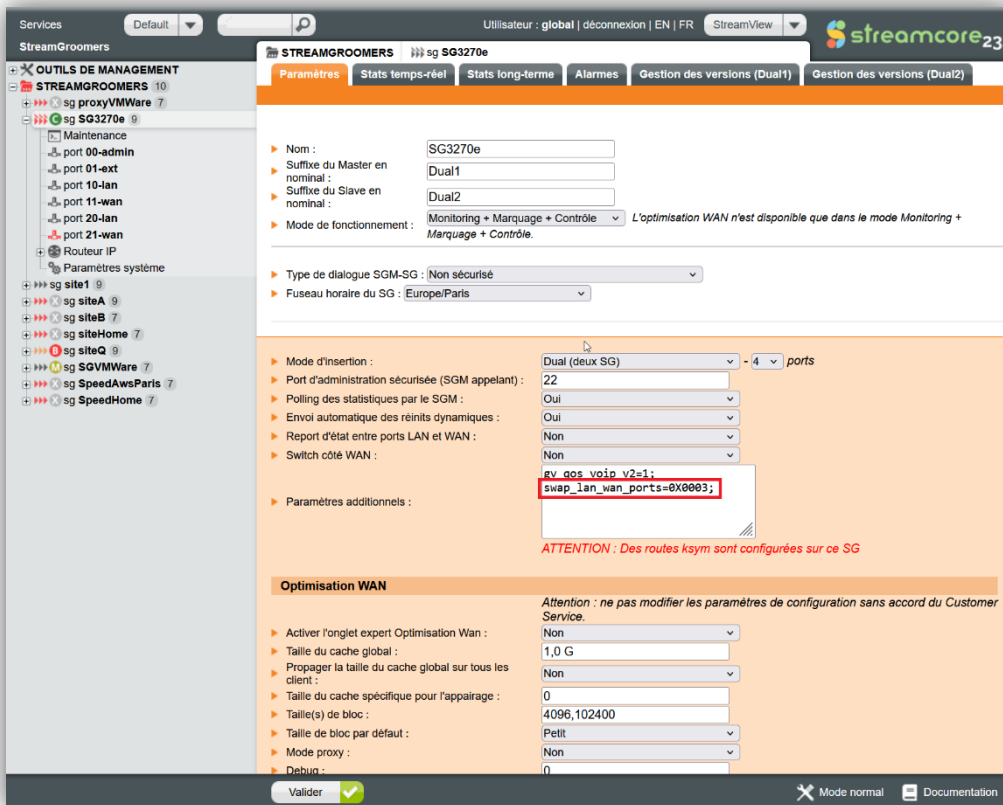 Services Default Utilisateur : global | déconnexion | EN | FR StreamView streamcore23
StreamGroomers
OUTILS DE MANAGEMENT
STREAMGROOMERS 10
sg proxyVMWare 7
C sg SG3270e 9
Maintenance
port 00-admin
port 01-ext
port 10-lan
port 11-wan
port 20-lan
port 21-wan
Routeur IP
Paramètres système
sg site1 9
X sg siteA 9
X sg siteB 7
X sg siteHome 7
B sg siteQ 9
M sg SGVMWare 7
X sg SpeedAwsParis 7
X sg SpeedHome 7
STREAMGROOMERS sg SG3270e
Paramètres Stats temps-réel Stats long-terme Alarmes Gestion des versions (Dual1) Gestion des versions (Dual2)
Nom : SG3270e
Suffixe du Master en nominal : Dual1
Suffixe du Slave en nominal : Dual2
Mode de fonctionnement : Monitoring + Marquage + Contrôle L'optimisation WAN n'est disponible que dans le mode Monitoring +
Marquage + Contrôle.
Type de dialogue SGM-SG : Non sécurisé
Fuseau horaire du SG : Europe/Paris
Mode d'insertion : Dual (deux SG) - 4 ports
Port d'administration sécurisée (SGM appelant) : 22
Polling des statistiques par le SGM : Oui
Envoi automatique des réinits dynamiques : Oui
Report d'état entre ports LAN et WAN : Non
Switch côté WAN : Non
gv_qos_voip_v2=1;
swap_lan_wan_ports=0X0003;
Paramètres additionnels :
ATTENTION : Des routes ksym sont configurées sur ce SG
Optimisation WAN
Attention : ne pas modifier les paramètres de configuration sans accord du Customer
Service.
Activer l'onglet expert Optimisation Wan : Non
Taille du cache global : 1,0 G
Propager la taille du cache global sur tous les
client : Non
Taille du cache spécifique pour l'appairage : 0
Taille(s) de bloc : 4096,102400
Taille de bloc par défaut : Petit
Mode proxy : Non
Debug : 0
Valider Mode normal Documentation